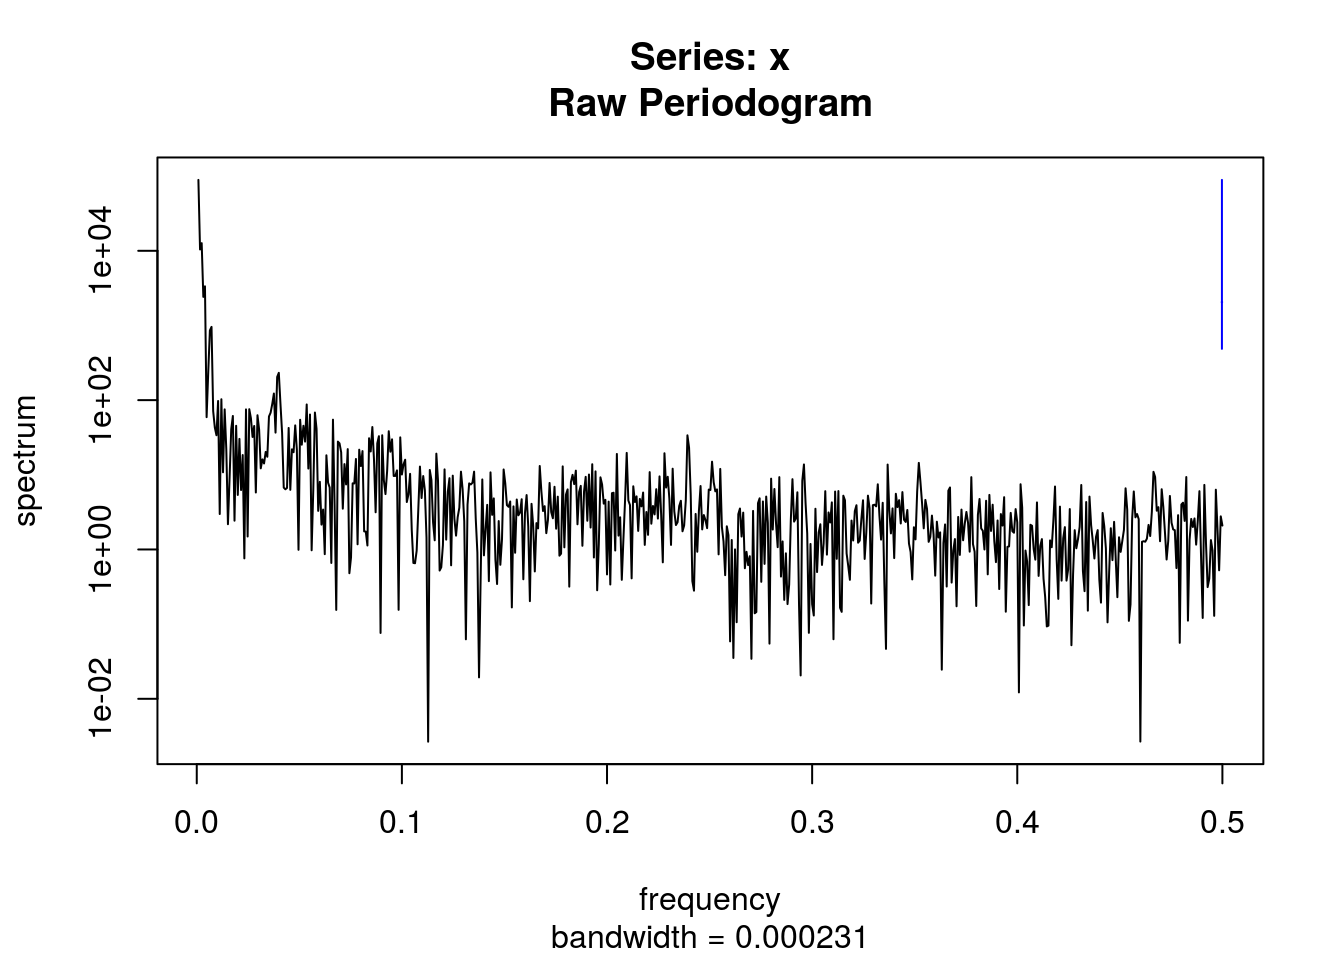 Series: x
Raw Periodogram
spectrum
1e+04
1e+02
1e+00
1e-02
0.0 0.1 0.2 0.3 0.4 0.5
frequency
bandwidth = 0.000231